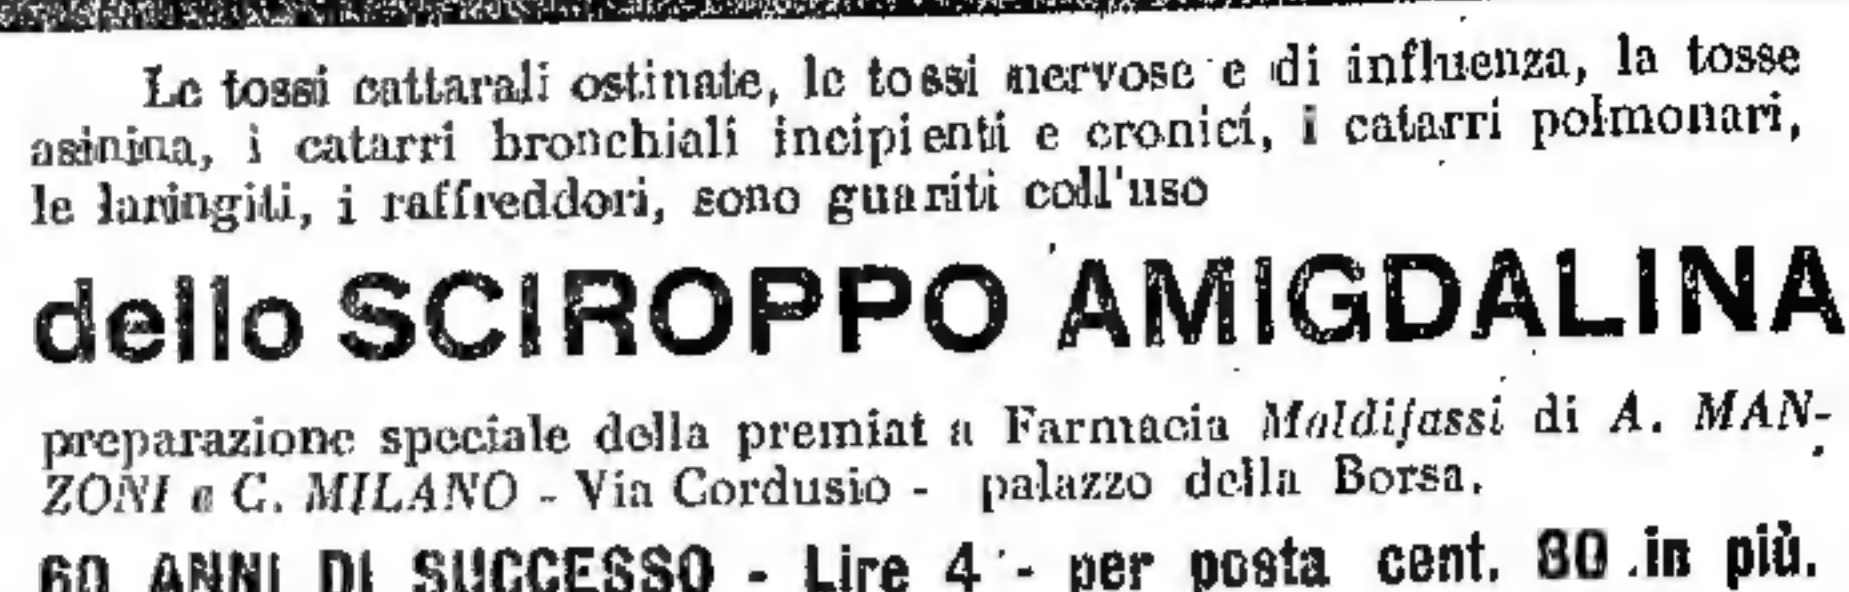 Le tossi cattarali ostinate, le tossi nervose e di influenza, la tosse
asinina, i catarri bronchiali incipienti e cronici, i catarri polmonari,
le laringiti, i raffreddori, sono guariti coll'uso
dello SCIROPPO AMIGDALINA
preparazione speciale della premiata Farmacia Maldifassi di A. MAN-
ZONI e C. MILANO - Via Cordusio - palazzo della Borsa.
60 ANNI DI SUCCESSO - Lire 4 - per posta cent. 80 in più.